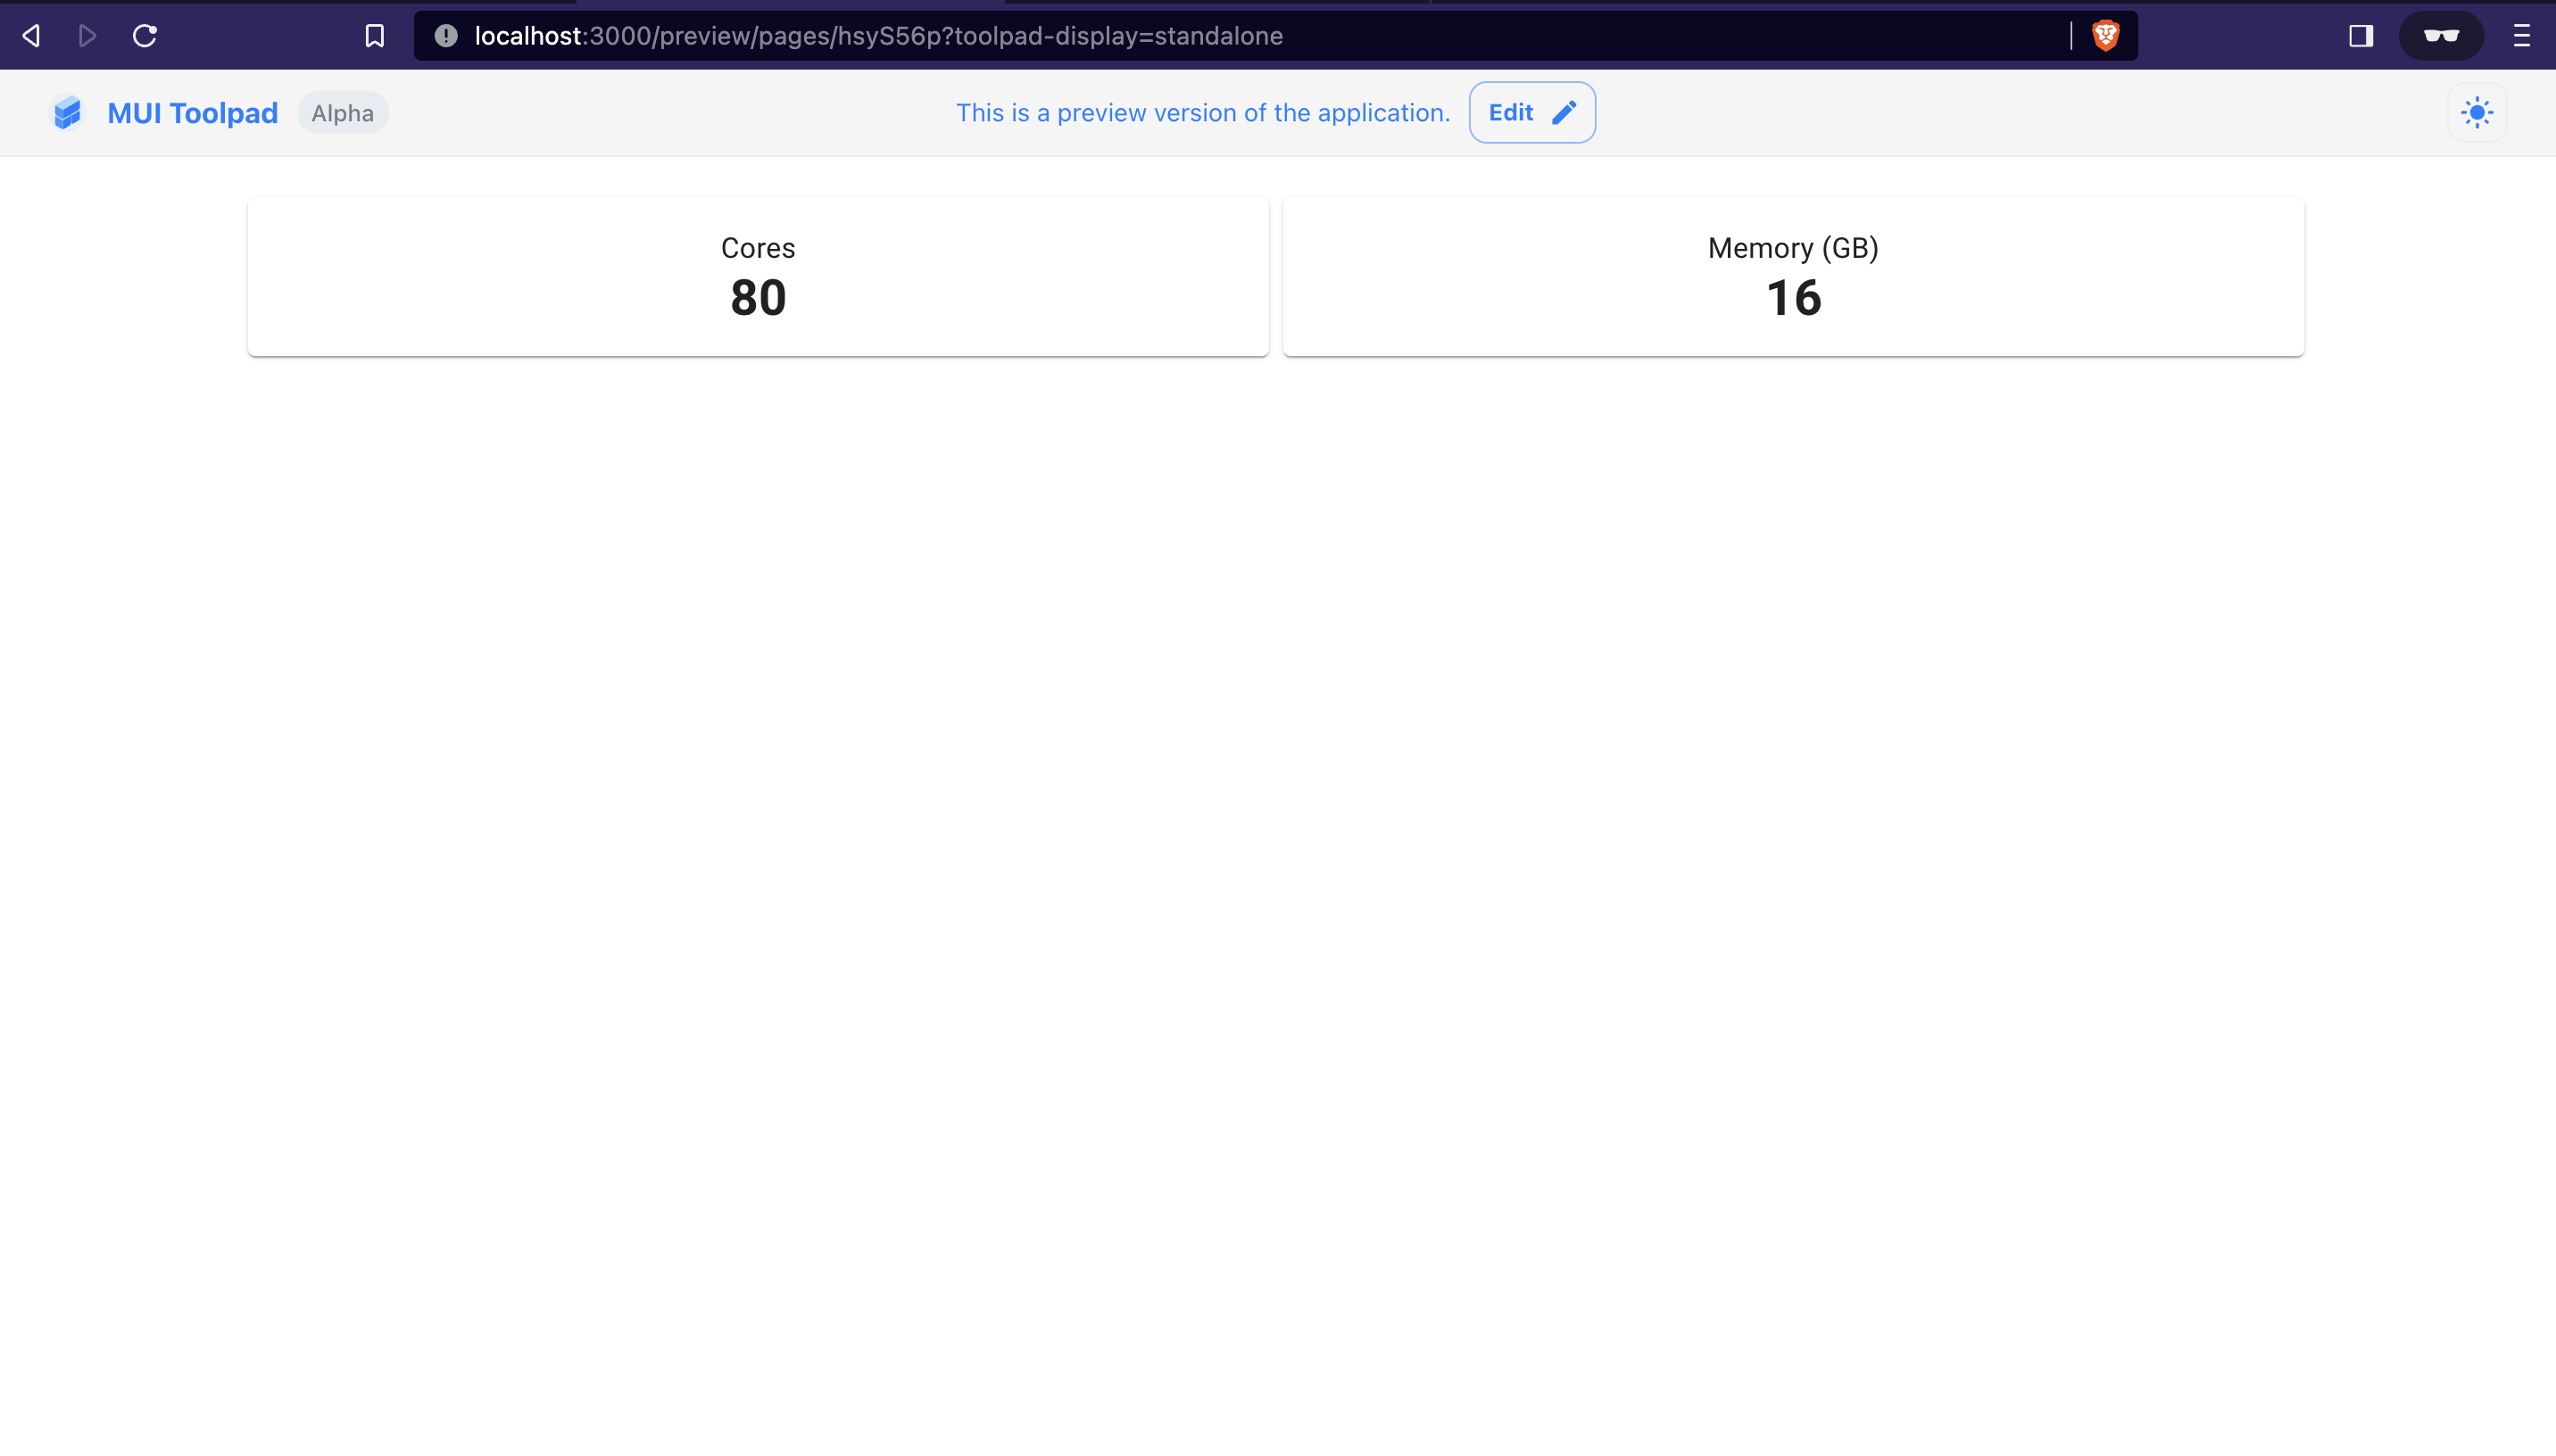 localhost:3000/preview/pages/hsyS56p?toolpad-display=standalone
MUI Toolpad Alpha
This is a preview version of the application. Edit
Cores
80
Memory (GB)
16